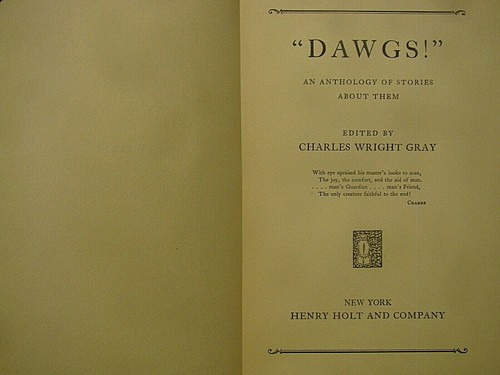 "DAWGS!"
AN ANTHOLOGY OF STORIES
ABOUT THEM
EDITED BY
CHARLES WRIGHT GRAY
With eye upraised his master's looks to scan,
The joy, the comfort, and the aid of man.
. . . . man's Guardian . . . . man's Friend,
The only creature faithful to the end!
CRABBE
NEW YORK
HENRY HOLT AND COMPANY